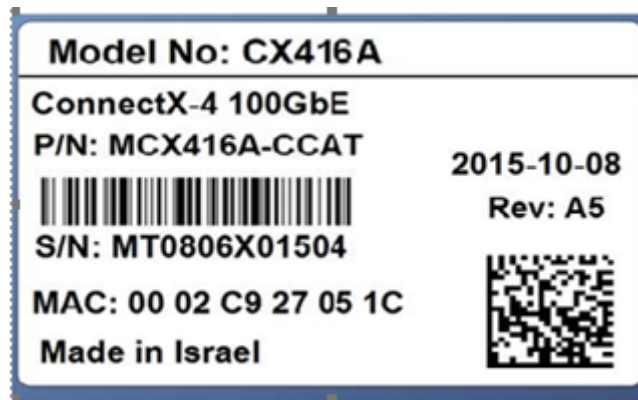 Model No: CX416A
ConnectX-4 100GbE
P/N: MCX416A-CCAT
2015-10-08
Rev: A5
S/N: MT0806X01504
MAC: 00 02 C9 27 05 1C
Made in Israel